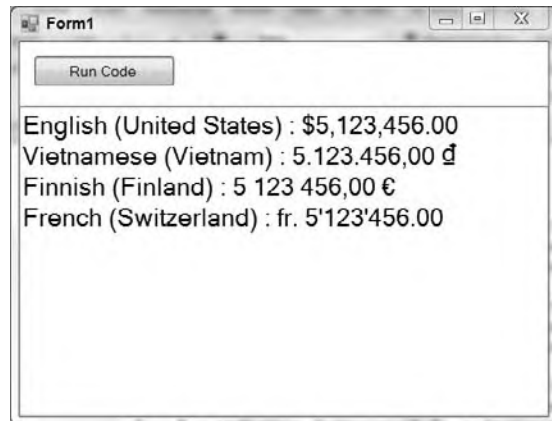 Form1
Run Code
English (United States) : $5,123,456.00
Vietnamese (Vietnam) : 5.123.456,00 ₫
Finnish (Finland) : 5 123 456,00 €
French (Switzerland) : fr. 5'123'456.00